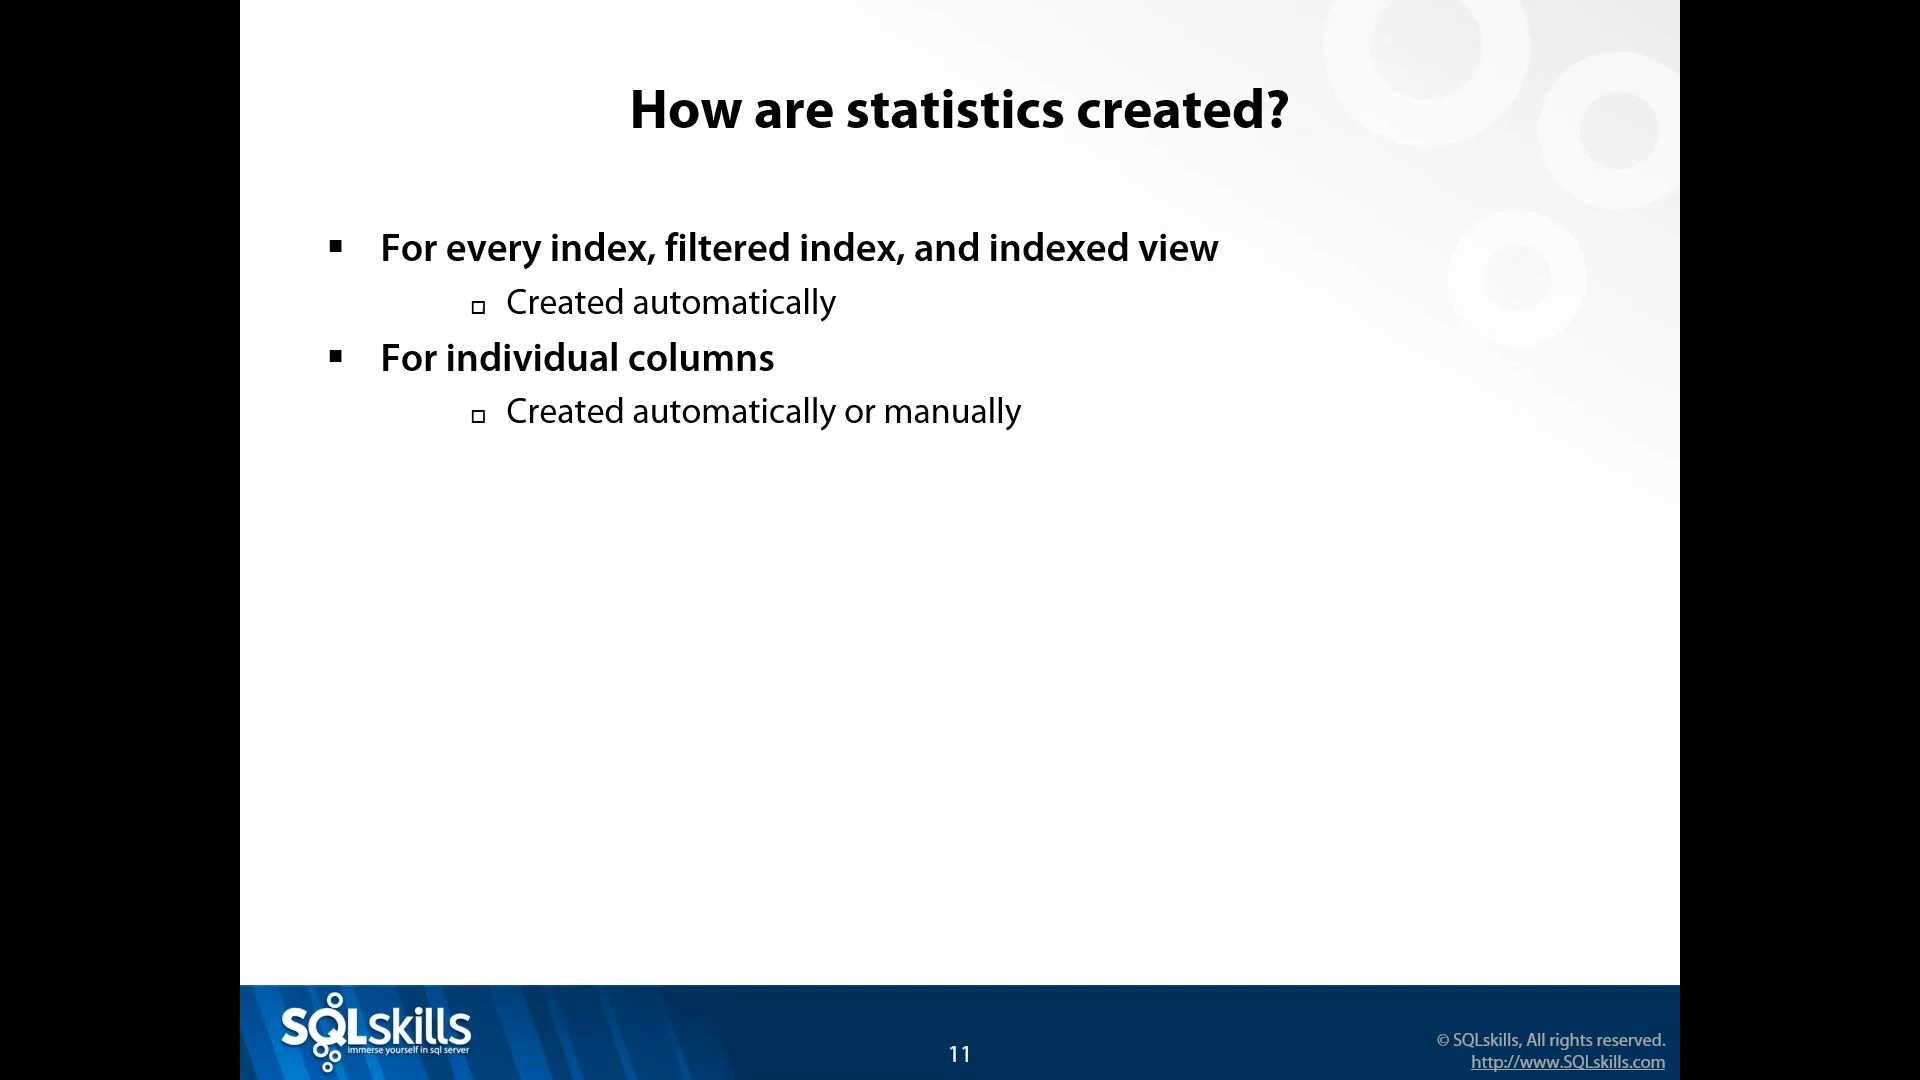 How are statistics created?
For every index, filtered index, and indexed view
Created automatically
For individual columns
Created automatically or manually
SQLskills
immerse yourself in sql server
11
© SQLskills, All rights reserved.
http://www.SQLskills.com